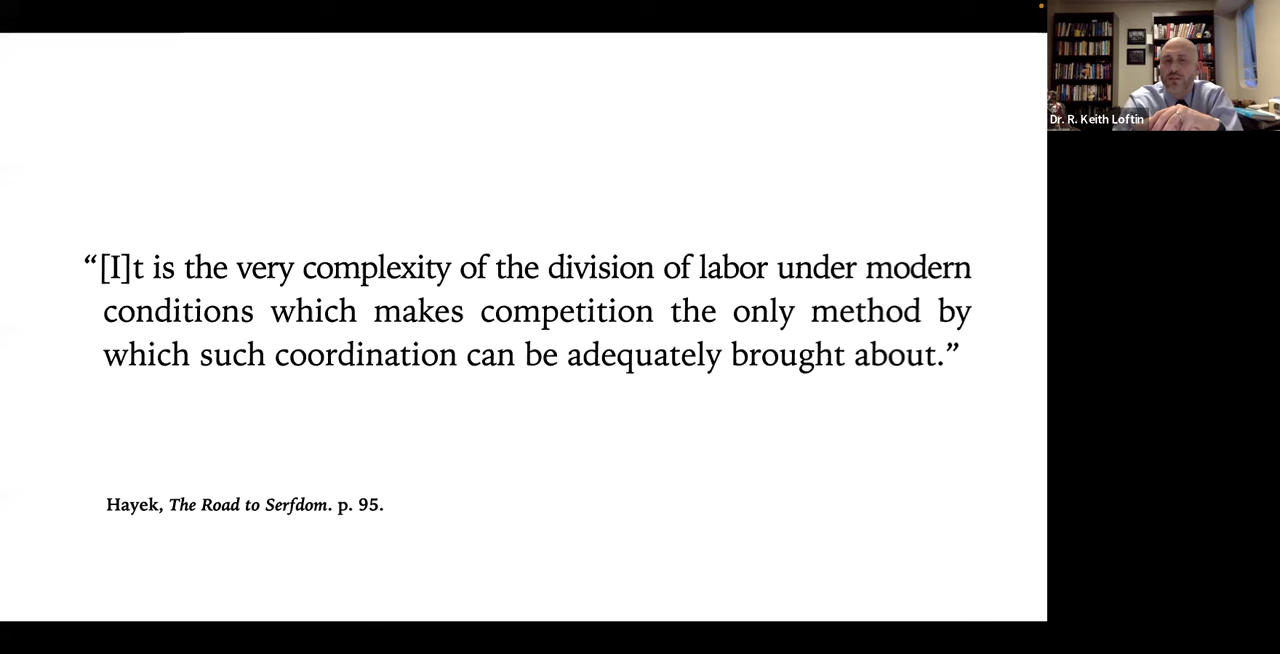 “[I]t is the very complexity of the division of labor under modern
conditions which makes competition the only method by
which such coordination can be adequately brought about.”
Hayek, The Road to Serfdom. p. 95.
Dr. R. Keith Loftin